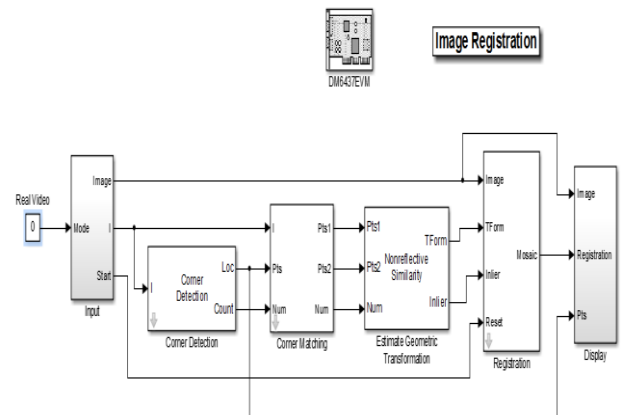 DM6437EVM
Image Registration
Real Video
0
Mode
Image
I
Start
Input
I
Corner
Detection
Loc
Count
Corner Detection
I
Pts
Num
Pts1
Pts2
Num
Corner Matching
Pts1
Pts2
Num
Nonreflective
Similarity
TForm
Inlier
Estimate Geometric
Transformation
Image
TForm
Inlier
Reset
Mosaic
Registration
Image
Registration
Pts
Display